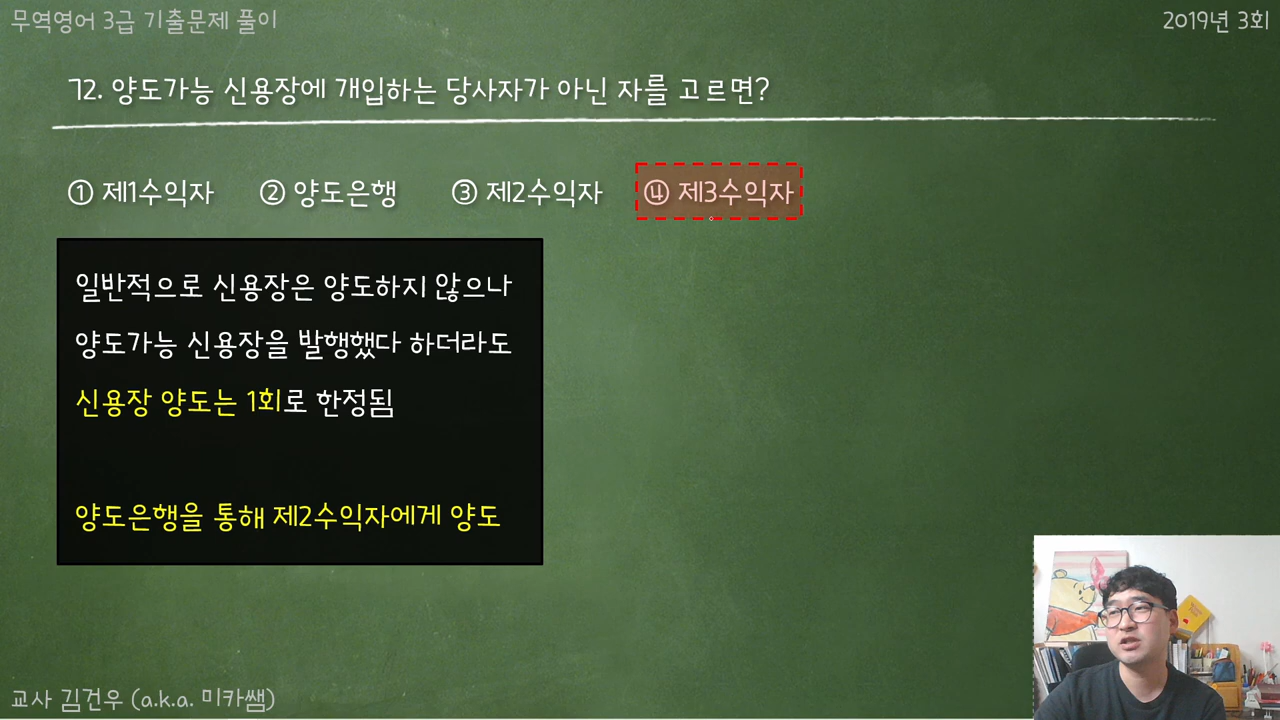 무역영어 3급 기출문제 풀이
2019년 3회
72. 양도가능 신용장에 개입하는 당사자가 아닌 자를 고르면?
① 제1수익자 ② 양도은행 ③ 제2수익자 ④ 제3수익자
일반적으로 신용장은 양도하지 않으나
양도가능 신용장을 발행했다 하더라도
신용장 양도는 1회로 한정됨
양도은행을 통해 제2수익자에게 양도
교사 김건우 (a.k.a. 미카쌤)